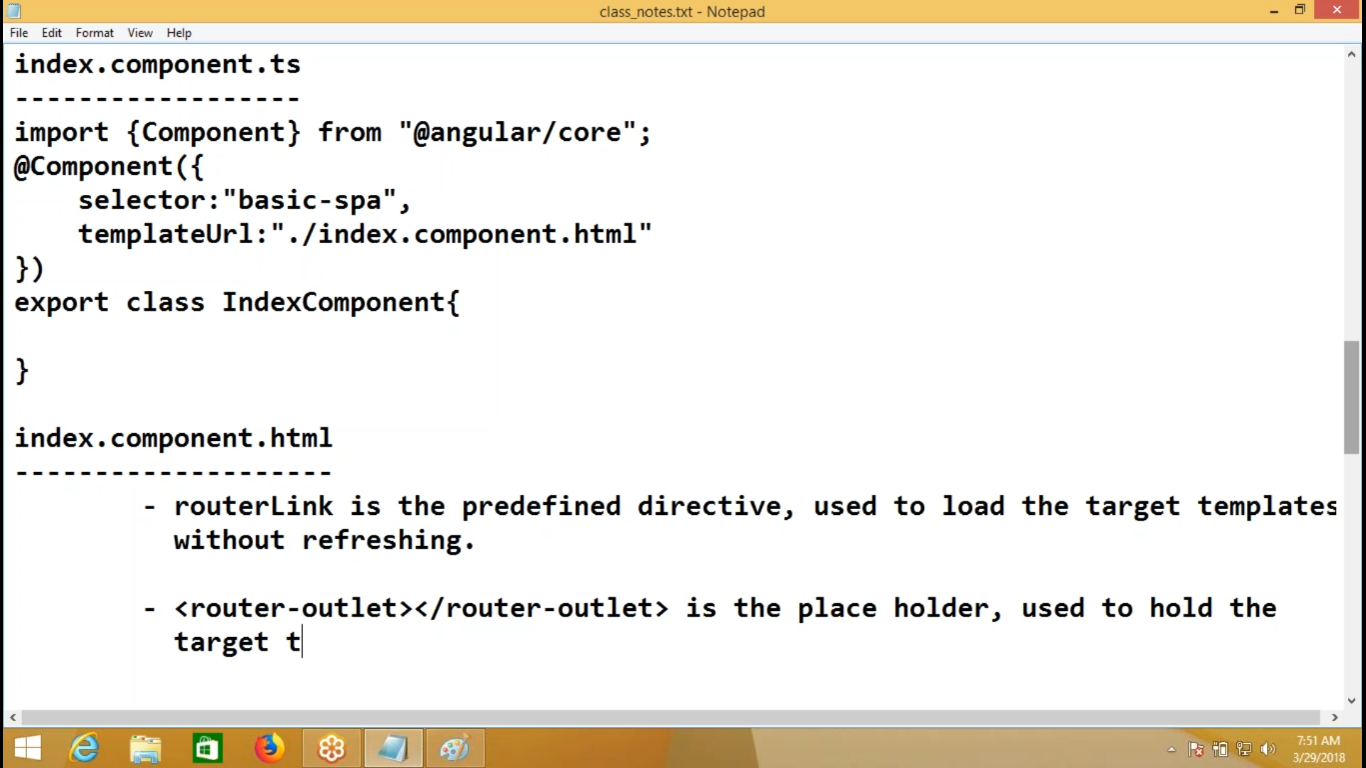 class_notes.txt - Notepad
File Edit Format View Help
index.component.ts
------------------
import {Component} from "@angular/core";
@Component({
    selector:"basic-spa",
    templateUrl:"./index.component.html"
})
export class IndexComponent{
}
index.component.html
--------------------
- routerLink is the predefined directive, used to load the target templates
without refreshing.
- <router-outlet></router-outlet> is the place holder, used to hold the
target t
7:51 AM
3/29/2018